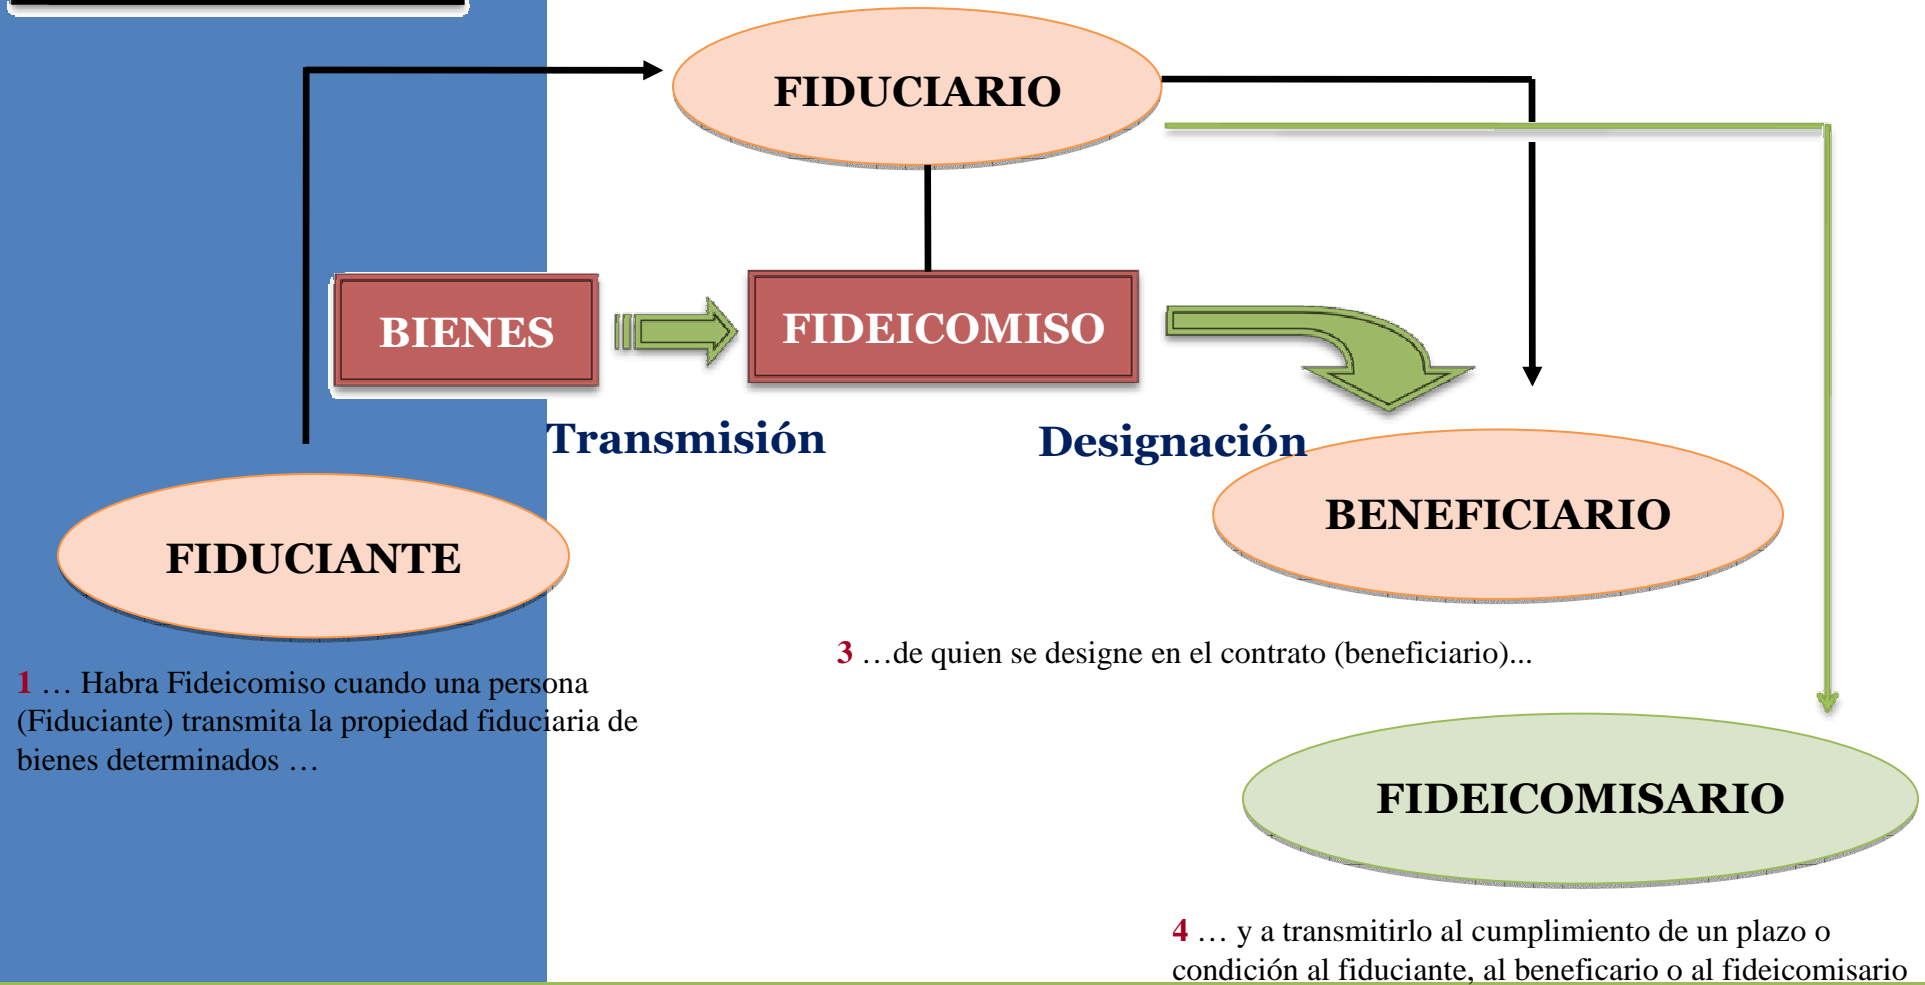 FIDUCIARIO
BIENES
FIDEICOMISO
Transmisión
Designación
BENEFICIARIO
FIDUCIANTE
3 …de quien se designe en el contrato (beneficiario)...
1 … Habra Fideicomiso cuando una persona
(Fiduciante) transmita la propiedad fiduciaria de
bienes determinados …
FIDEICOMISARIO
4 … y a transmitirlo al cumplimiento de un plazo o
condición al fiduciante, al beneficario o al fideicomisario